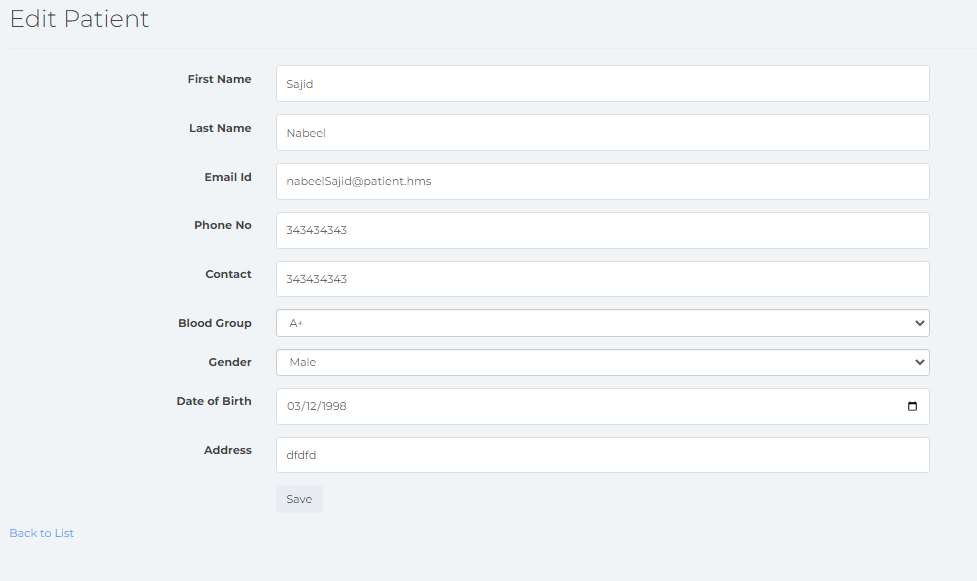 Edit Patient
First Name Sajid
Last Name Nabeel
Email Id nabeelSajid@patient.hms
Phone No 343434343
Contact 343434343
Blood Group A+
Gender Male
Date of Birth 03/12/1998
Address dfdfd
Save
Back to List